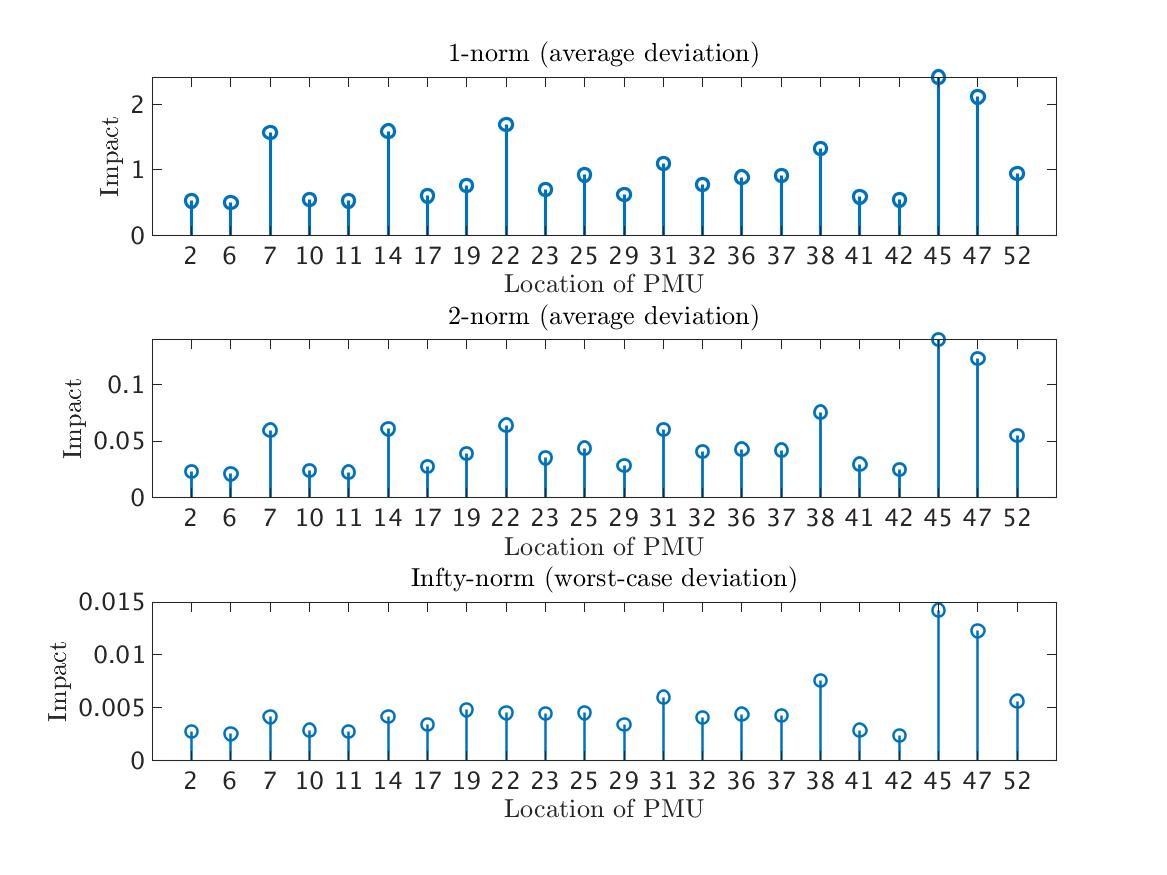 1-norm (average deviation)
Impact
2
1
0
2 6 7 10 11 14 17 19 22 23 25 29 31 32 36 37 38 41 42 45 47 52
Location of PMU
2-norm (average deviation)
Impact
0.1
0.05
0
2 6 7 10 11 14 17 19 22 23 25 29 31 32 36 37 38 41 42 45 47 52
Location of PMU
Infty-norm (worst-case deviation)
Impact
0.015
0.01
0.005
0
2 6 7 10 11 14 17 19 22 23 25 29 31 32 36 37 38 41 42 45 47 52
Location of PMU